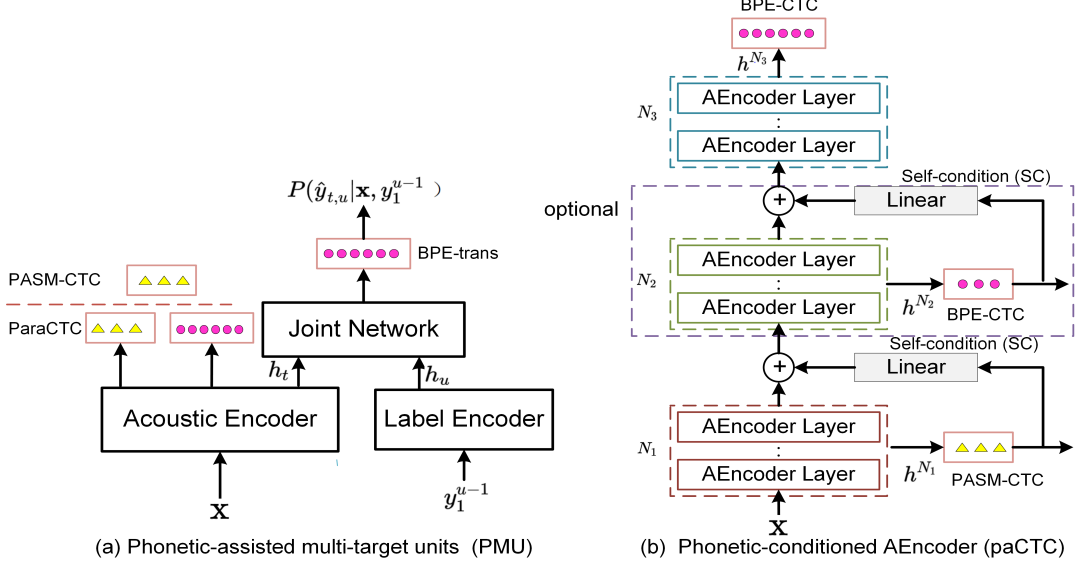 P(ŷ_{t,u}|x, y_1^{u-1})
BPE-trans
PASM-CTC
ParaCTC
Joint Network
h_t
h_u
Acoustic Encoder
Label Encoder
x
y_1^{u-1}
(a) Phonetic-assisted multi-target units (PMU)
BPE-CTC
h^{N_3}
N_3
AEncoder Layer
AEncoder Layer
Self-condition (SC)
optional
+
Linear
N_2
AEncoder Layer
AEncoder Layer
h^{N_2}
BPE-CTC
Self-condition (SC)
+
Linear
N_1
AEncoder Layer
AEncoder Layer
h^{N_1}
PASM-CTC
x
(b) Phonetic-conditioned AEncoder (paCTC)